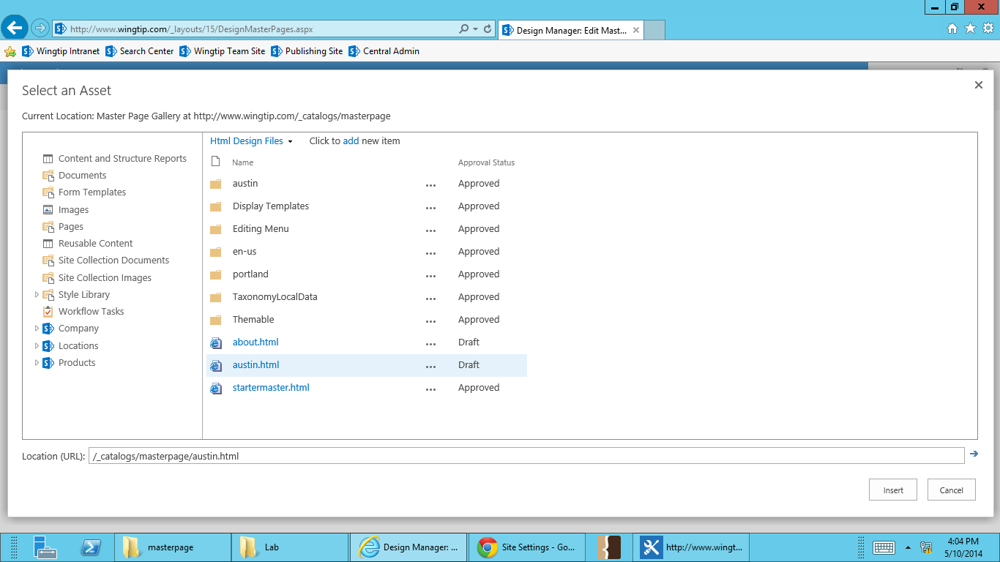 http://www.wingtip.com/_layouts/15/DesignMasterPages.aspx
Design Manager: Edit Mast...
Wingtip Intranet
Search Center
Wingtip Team Site
Publishing Site
Central Admin
Select an Asset
Current Location: Master Page Gallery at http://www.wingtip.com/_catalogs/masterpage
Content and Structure Reports
Documents
Form Templates
Images
Pages
Reusable Content
Site Collection Documents
Site Collection Images
Style Library
Workflow Tasks
Company
Locations
Products
Html Design Files
Click to add new item
Name Approval Status
austin ... Approved
Display Templates ... Approved
Editing Menu ... Approved
en-us ... Approved
portland ... Approved
TaxonomyLocalData ... Approved
Themable ... Approved
about.html ... Draft
austin.html ... Draft
startermaster.html ... Approved
Location (URL): /_catalogs/masterpage/austin.html
Insert
Cancel
masterpage
Lab
Design Manager: ...
Site Settings - Go...
http://www.wingt...
4:04 PM
5/10/2014